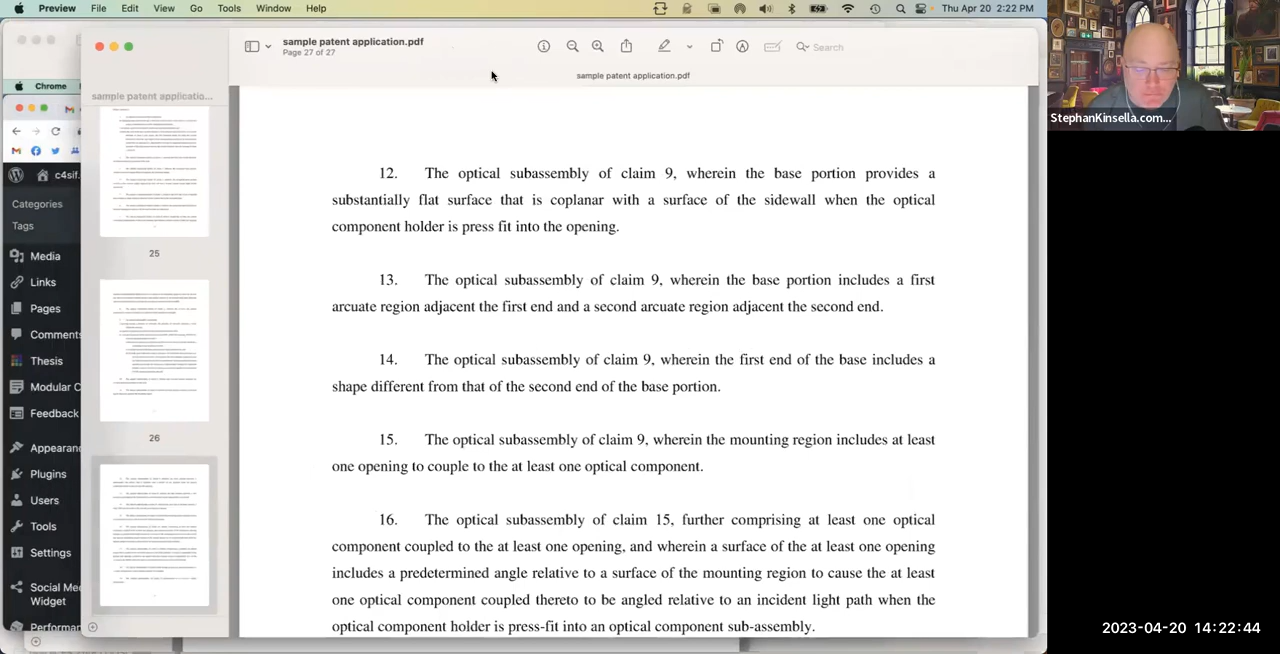 Preview File Edit View Go Tools Window Help Thu Apr 20 2:22 PM
sample patent application.pdf
Page 27 of 27
Search
sample patent application.pdf
Chrome
sample patent applicatio...
c4sif.
Categories
Tags
Media
Links
Pages
Comments
Thesis
Modular C
Feedback
Appearan
Plugins
Users
Tools
Settings
Social Me
Widget
Performan
25
26
12. The optical subassembly of claim 9, wherein the base portion provides a
substantially flat surface that is coplanar with a surface of the sidewall when the optical
component holder is press fit into the opening.
13. The optical subassembly of claim 9, wherein the base portion includes a first
arcuate region adjacent the first end and a second arcuate region adjacent the second end.
14. The optical subassembly of claim 9, wherein the first end of the base includes a
shape different from that of the second end of the base portion.
15. The optical subassembly of claim 9, wherein the mounting region includes at least
one opening to couple to the at least one optical component.
16. The optical subassembly of claim 15, further comprising at least one optical
component coupled to the at least one opening, and wherein a surface of the at least one opening
includes a predetermined angle relative to a surface of the mounting region to cause the at least
one optical component coupled thereto to be angled relative to an incident light path when the
optical component holder is press-fit into an optical component sub-assembly.
StephanKinsella.com...
2023-04-20 14:22:44